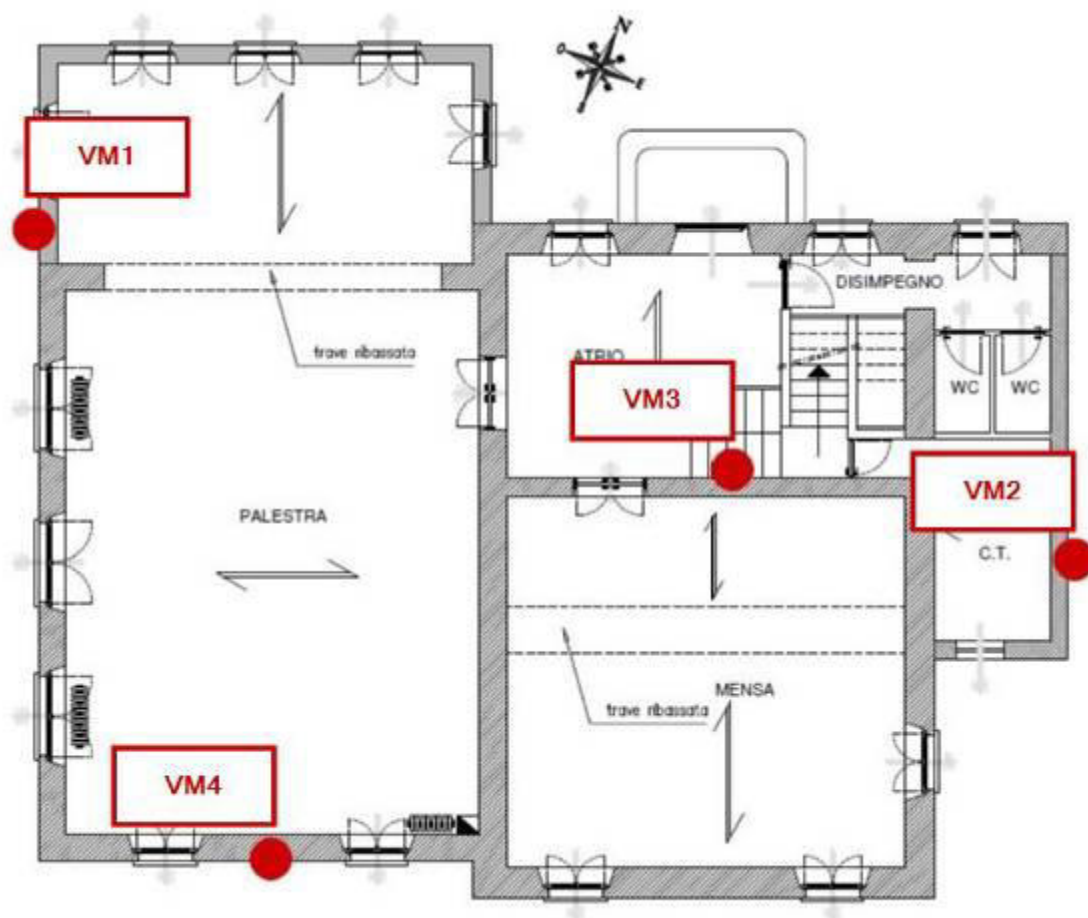 N
O
E
S
VM1
DISIMPEGNO
trave ribassata
ATRIO
VM3
WC
WC
VM2
PALESTRA
C.T.
MENSA
trave ribassata
VM4